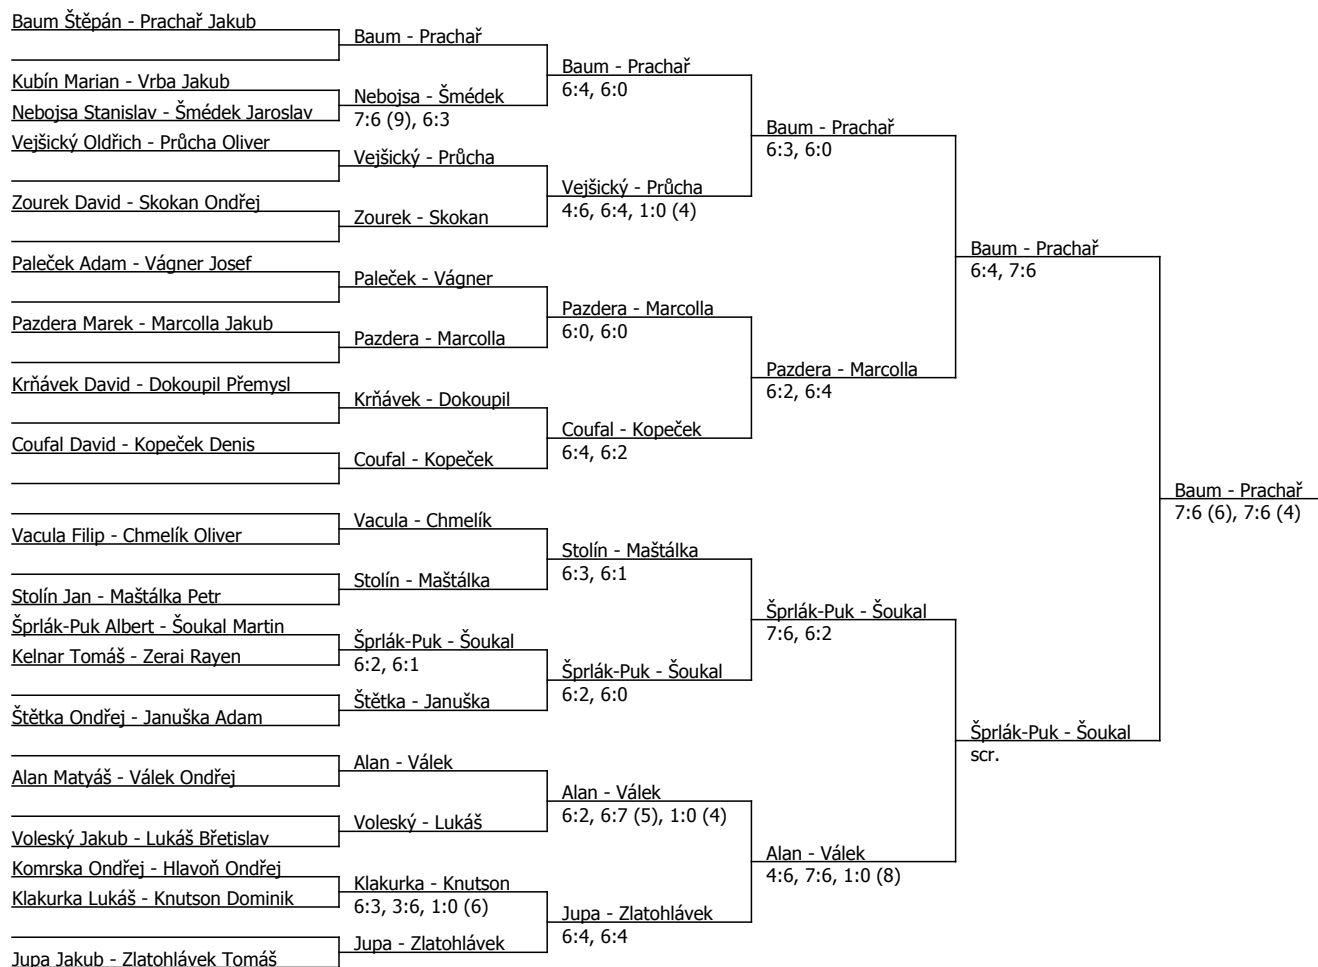 Baum Štěpán - Prachař Jakub
Kubín Marian - Vrba Jakub
Nebojsa Stanislav - Šmédek Jaroslav
Vejšický Oldřich - Průcha Oliver
Zourek David - Skokan Ondřej
Paleček Adam - Vágner Josef
Pazdera Marek - Marcolla Jakub
Krňávek David - Dokoupil Přemysl
Coufal David - Kopeček Denis
Vacula Filip - Chmelík Oliver
Stolín Jan - Maštálka Petr
Šprlák-Puk Albert - Šoukal Martin
Kelnar Tomáš - Zerai Rayen
Štětka Ondřej - Januška Adam
Alan Matyáš - Válek Ondřej
Voleský Jakub - Lukáš Břetislav
Komrska Ondřej - Hlavoň Ondřej
Klakurka Lukáš - Knutson Dominik
Jupa Jakub - Zlatohlávek Tomáš
Baum - Prachař
Nebojsa - Šmédek
7:6 (9), 6:3
Vejšický - Průcha
Zourek - Skokan
Paleček - Vágner
Pazdera - Marcolla
Krňávek - Dokoupil
Coufal - Kopeček
Vacula - Chmelík
Stolín - Maštálka
Šprlák-Puk - Šoukal
6:2, 6:1
Štětka - Januška
Alan - Válek
Voleský - Lukáš
Klakurka - Knutson
6:3, 3:6, 1:0 (6)
Jupa - Zlatohlávek
Baum - Prachař
6:4, 6:0
Vejšický - Průcha
4:6, 6:4, 1:0 (4)
Pazdera - Marcolla
6:0, 6:0
Coufal - Kopeček
6:4, 6:2
Stolín - Maštálka
6:3, 6:1
Šprlák-Puk - Šoukal
6:2, 6:0
Alan - Válek
6:2, 6:7 (5), 1:0 (4)
Jupa - Zlatohlávek
6:4, 6:4
Baum - Prachař
6:3, 6:0
Pazdera - Marcolla
6:2, 6:4
Šprlák-Puk - Šoukal
7:6, 6:2
Alan - Válek
4:6, 7:6, 1:0 (8)
Baum - Prachař
6:4, 7:6
Šprlák-Puk - Šoukal
scr.
Baum - Prachař
7:6 (6), 7:6 (4)